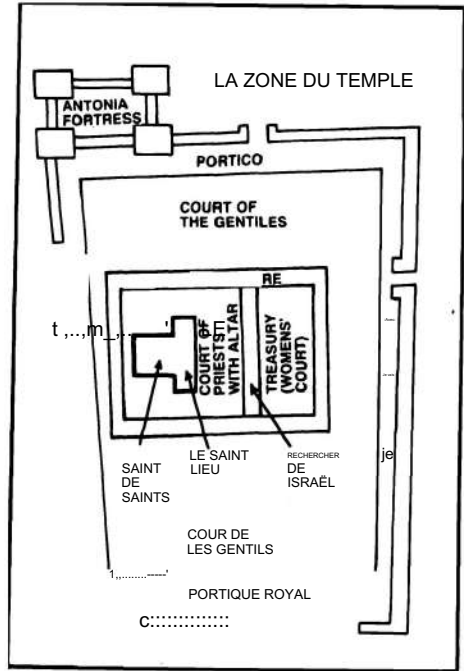 LA ZONE DU TEMPLE
ANTONIA
FORTRESS
PORTICO
COURT OF
THE GENTILES
RE
COURT OF
PRIESTS
WITH ALTAR
TREASURY
(WOMENS'
COURT)
SAINT
DE
SAINTS
LE SAINT
LIEU
RECHERCHER
DE
ISRAËL
je
COUR DE
LES GENTILS
PORTIQUE ROYAL